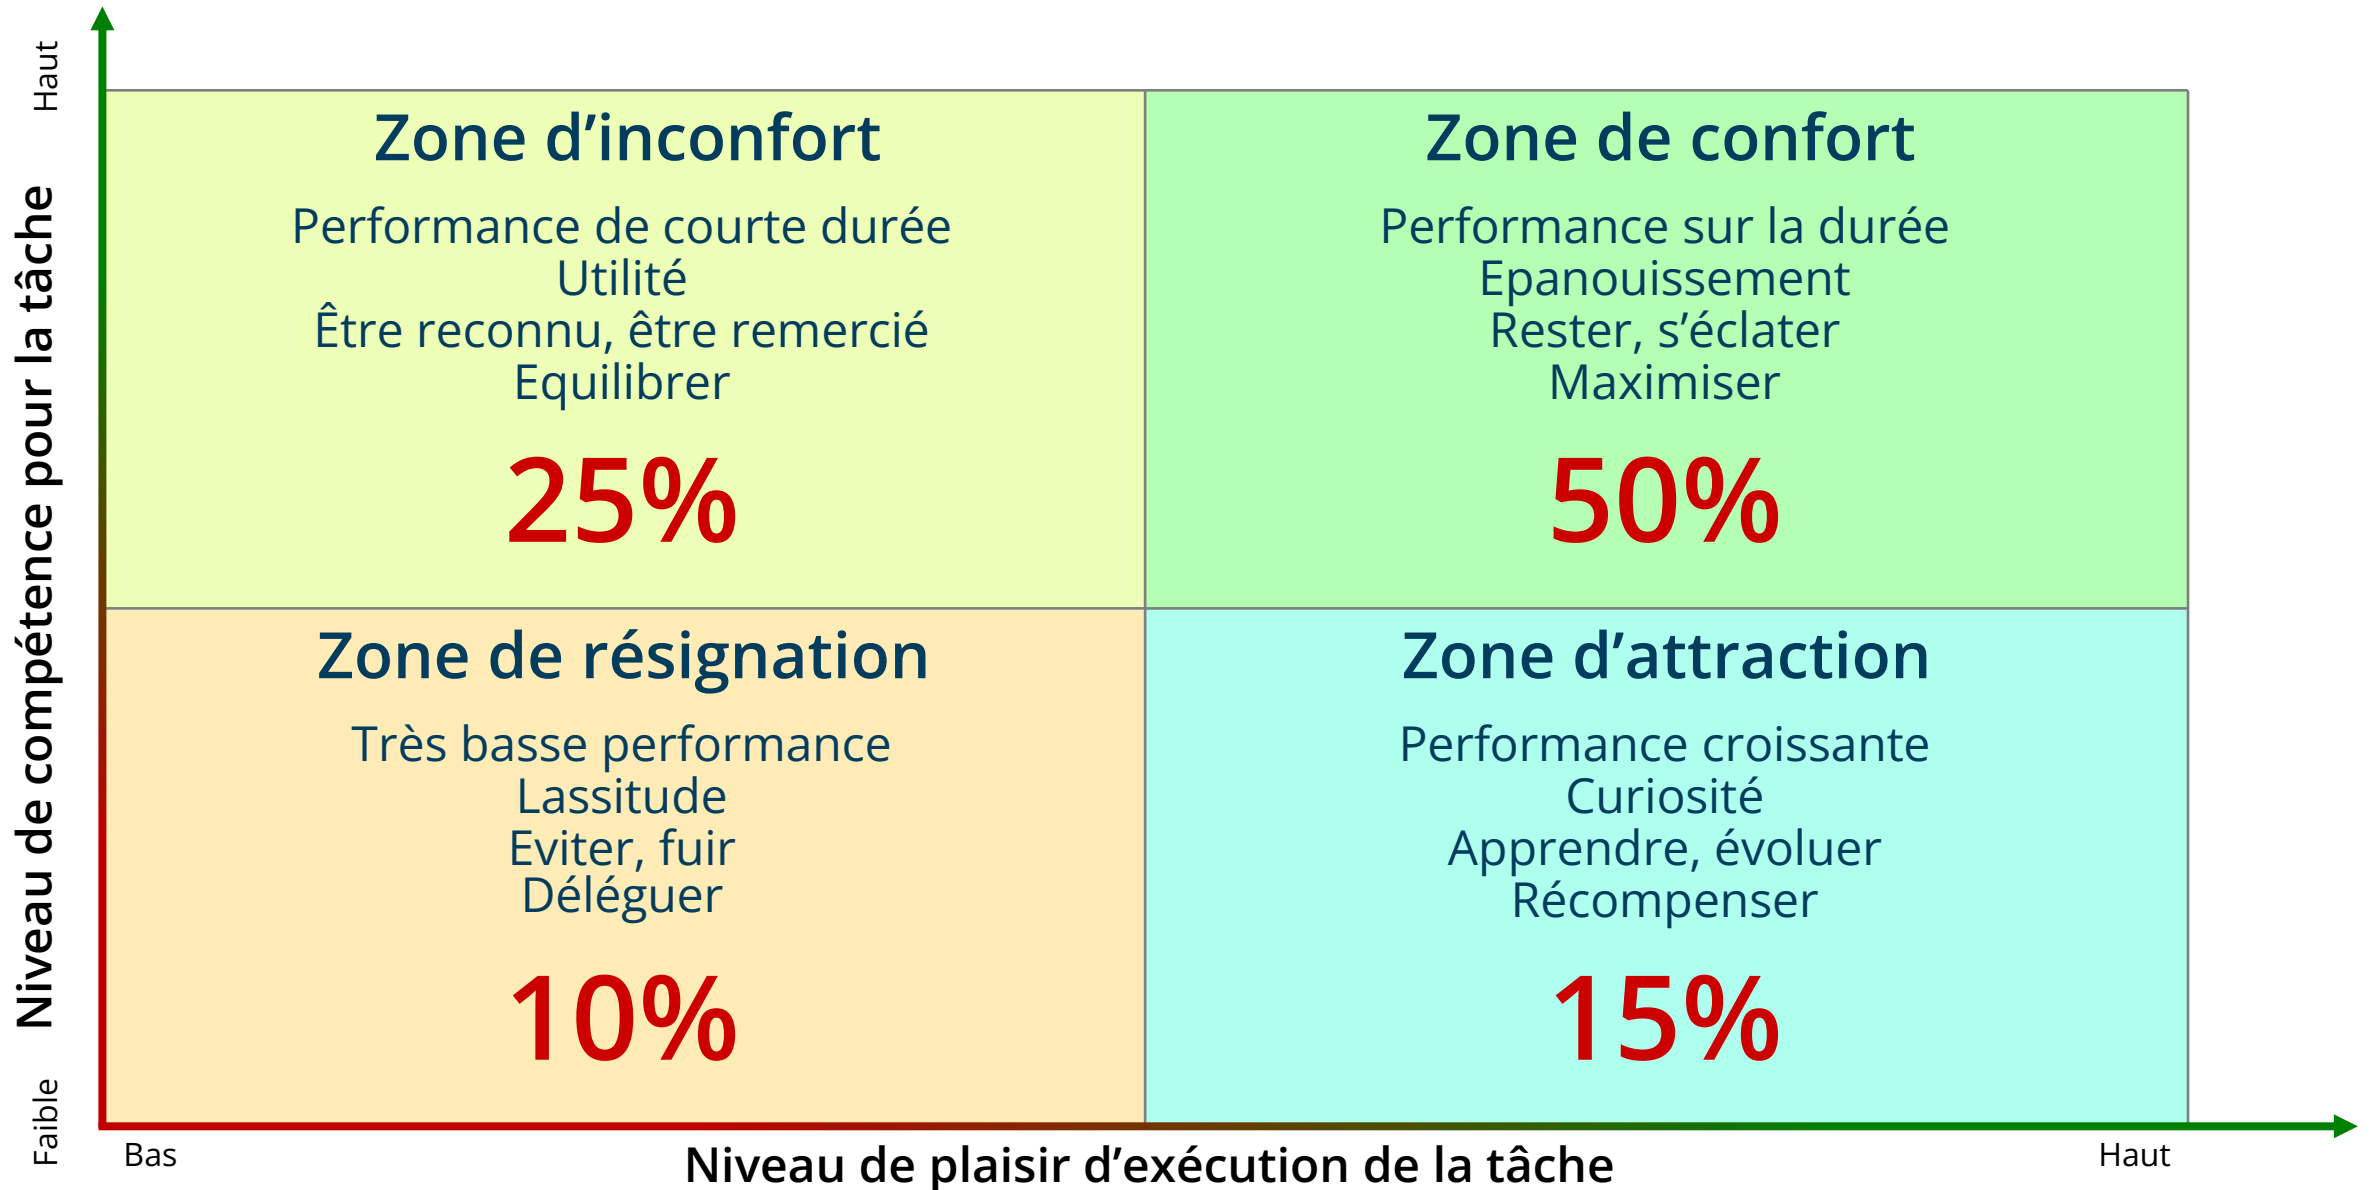 Haut
Niveau de compétence pour la tâche
Faible
Zone d’inconfort
Performance de courte durée
Utilité
Être reconnu, être remercié
Equilibrer
25%
Zone de confort
Performance sur la durée
Epanouissement
Rester, s’éclater
Maximiser
50%
Zone de résignation
Très basse performance
Lassitude
Eviter, fuir
Déléguer
10%
Zone d’attraction
Performance croissante
Curiosité
Apprendre, évoluer
Récompenser
15%
Bas
Niveau de plaisir d’exécution de la tâche
Haut